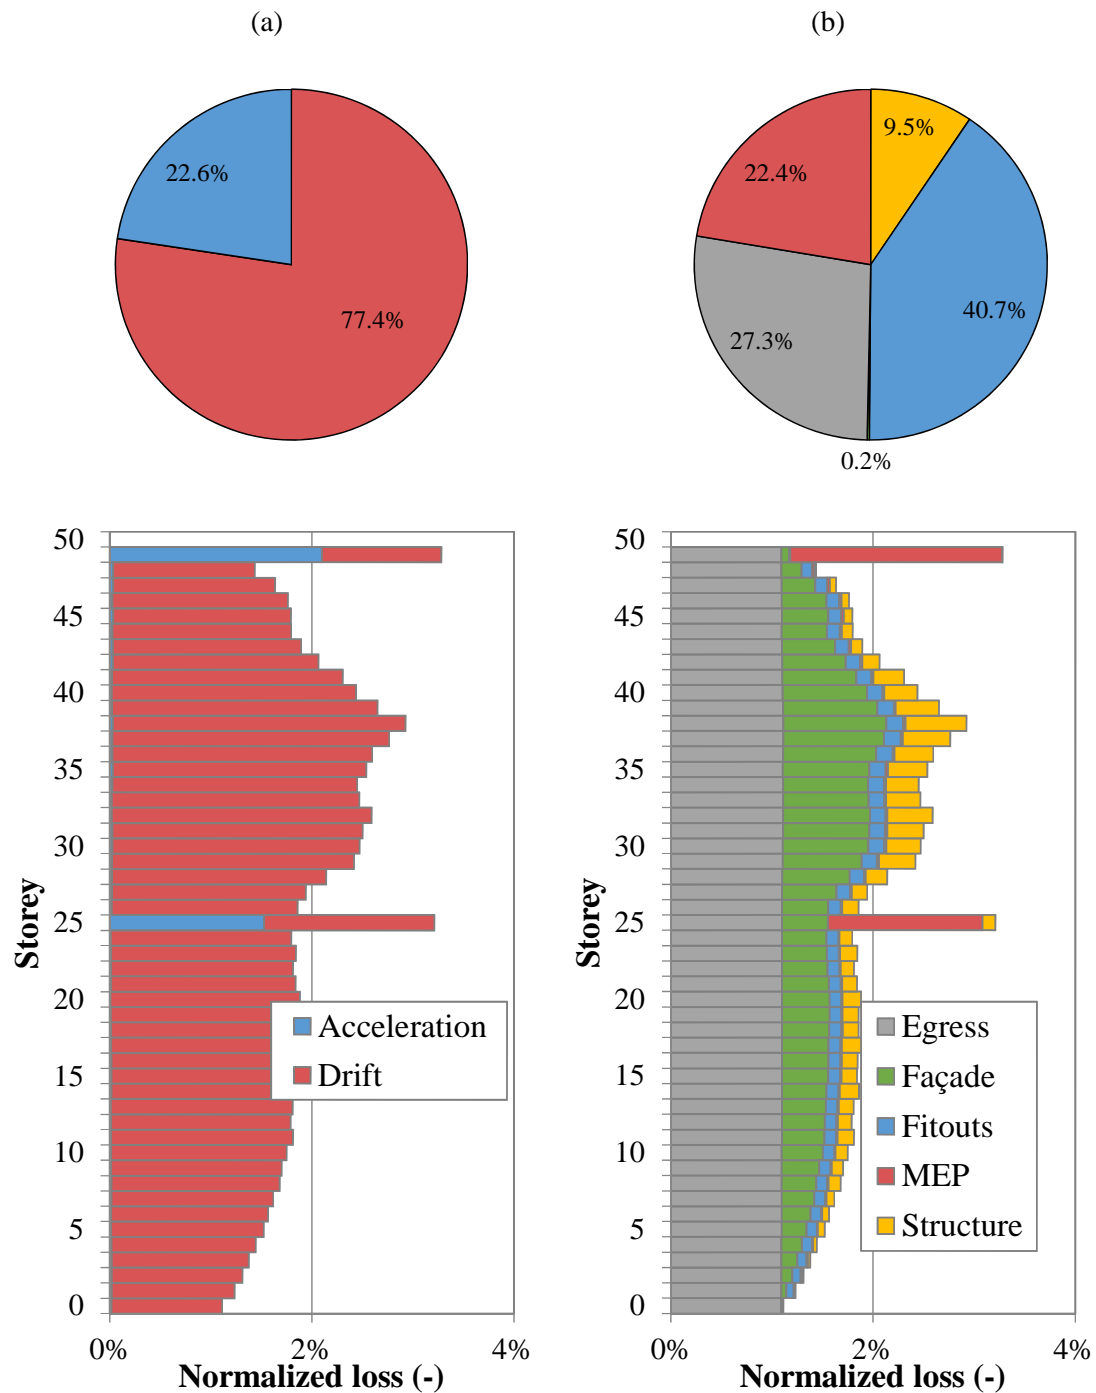 (a)
(b)
22.6%
77.4%
9.5%
22.4%
40.7%
27.3%
0.2%
50
45
40
35
30
25
20
15
10
5
0
Storey
Acceleration
Drift
0%
2%
4%
Normalized loss (-)
50
45
40
35
30
25
20
15
10
5
0
Storey
Egress
Façade
Fitouts
MEP
Structure
0%
2%
4%
Normalized loss (-)